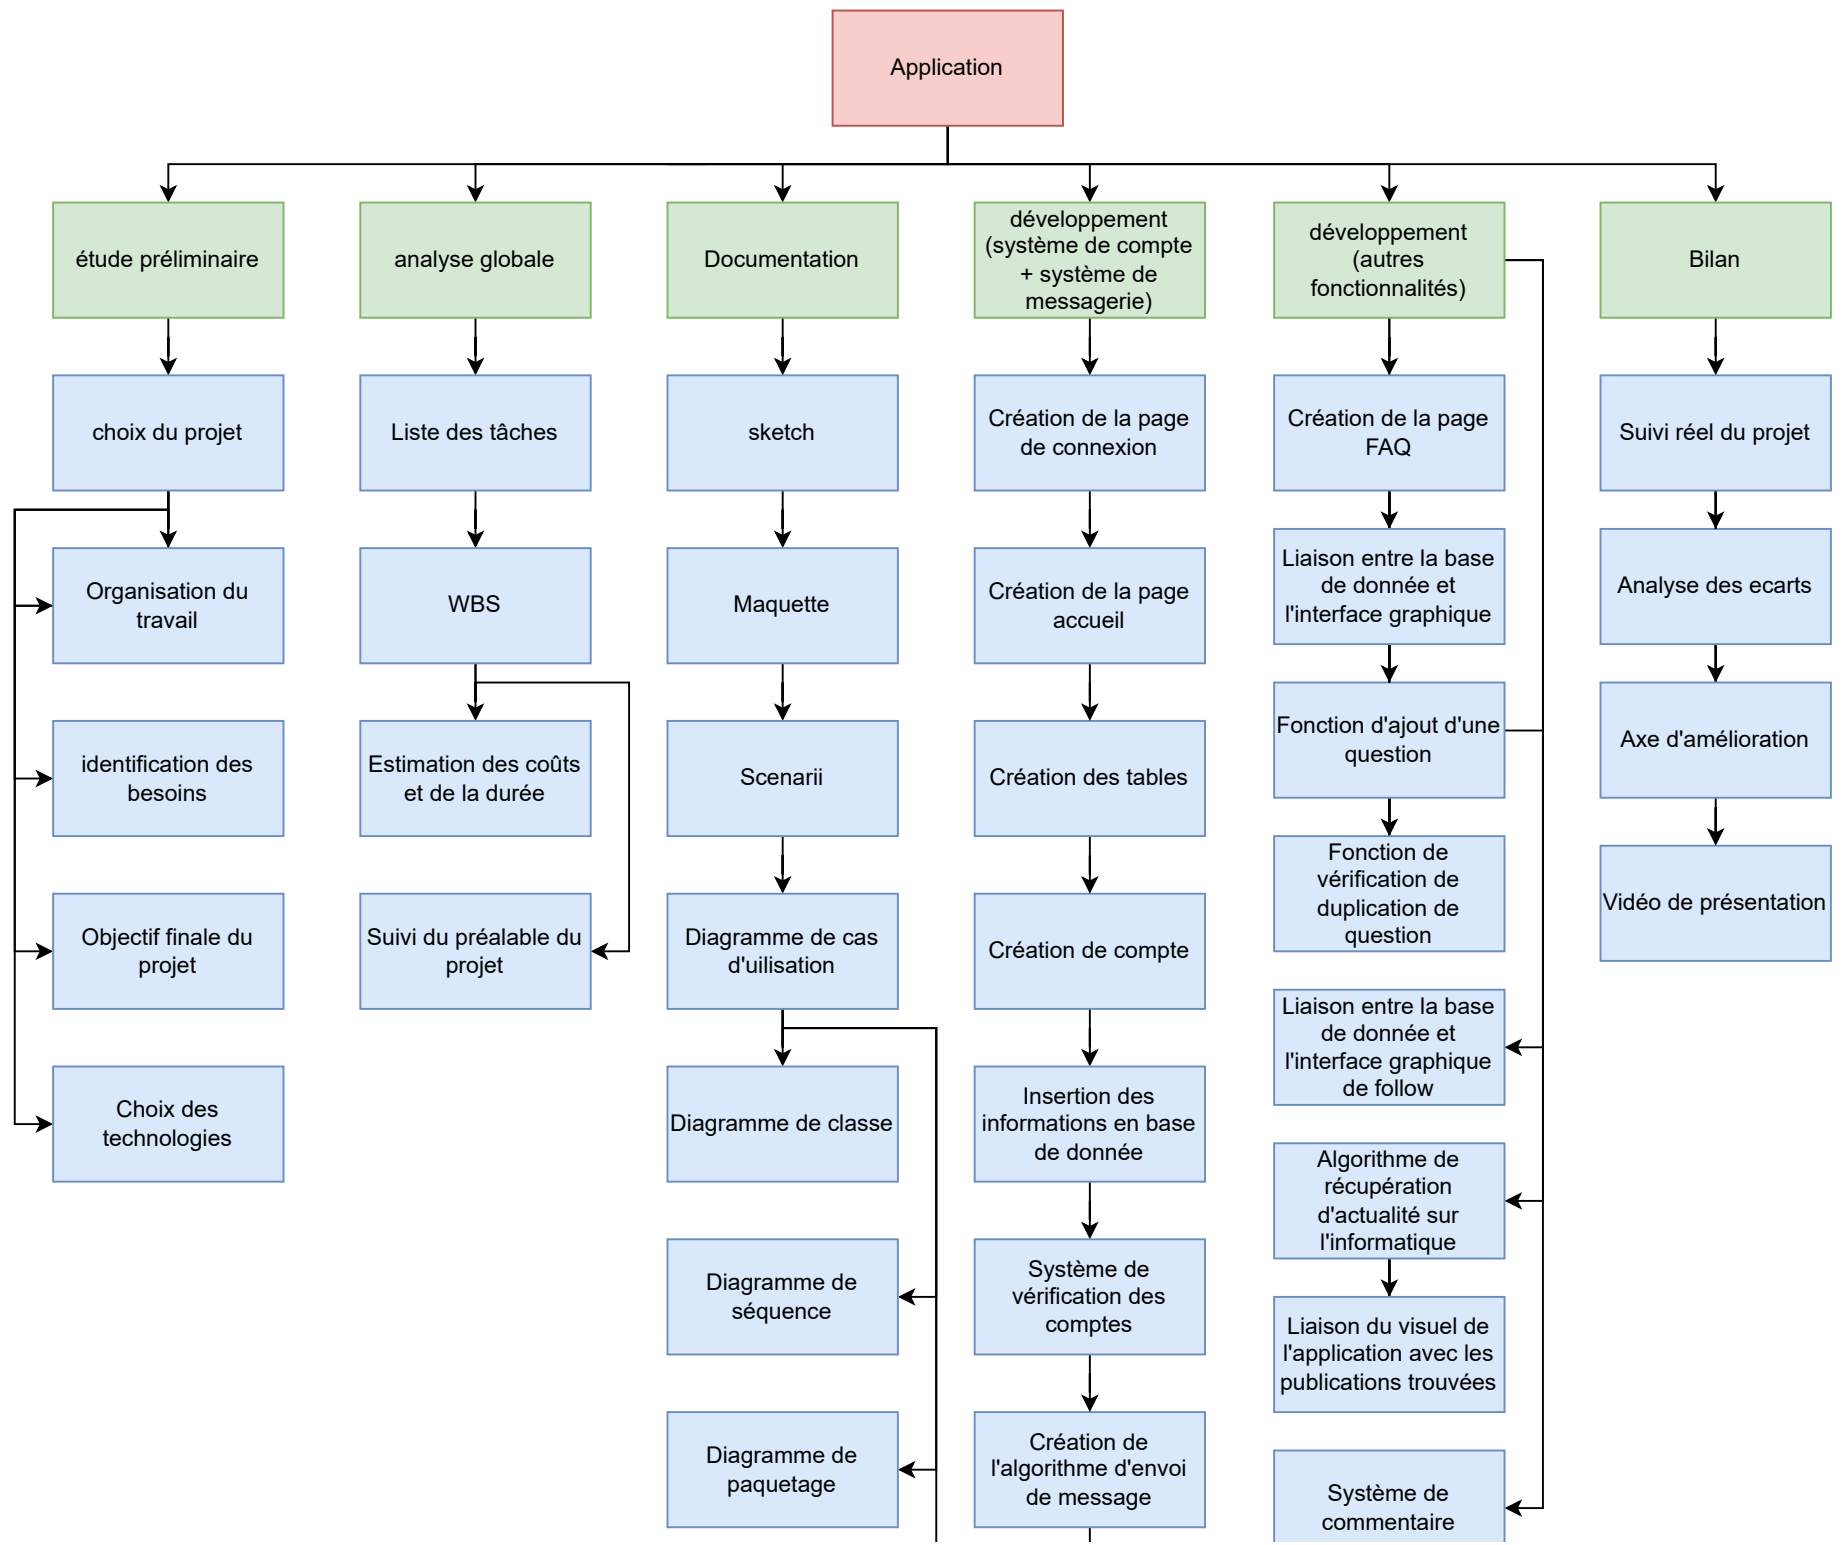 Application
étude préliminaire
analyse globale
Documentation
développement
(système de compte
+ système de
messagerie)
développement
(autres
fonctionnalités)
Bilan
choix du projet
Liste des tâches
sketch
Création de la page
de connexion
Création de la page
FAQ
Suivi réel du projet
Organisation du
travail
WBS
Maquette
Création de la page
accueil
Liaison entre la base
de donnée et
l'interface graphique
Analyse des ecarts
identification des
besoins
Estimation des coûts
et de la durée
Scenarii
Création des tables
Fonction d'ajout d'une
question
Axe d'amélioration
Objectif finale du
projet
Suivi du préalable du
projet
Diagramme de cas
d'uilisation
Création de compte
Fonction de
vérification de
duplication de
question
Vidéo de présentation
Choix des
technologies
Diagramme de classe
Insertion des
informations en base
de donnée
Liaison entre la base
de donnée et
l'interface graphique
de follow
Algorithme de
récupération
d'actualité sur
l'informatique
Diagramme de
séquence
Système de
vérification des
comptes
Liaison du visuel de
l'application avec les
publications trouvées
Diagramme de
paquetage
Création de
l'algorithme d'envoi
de message
Système de
commentaire